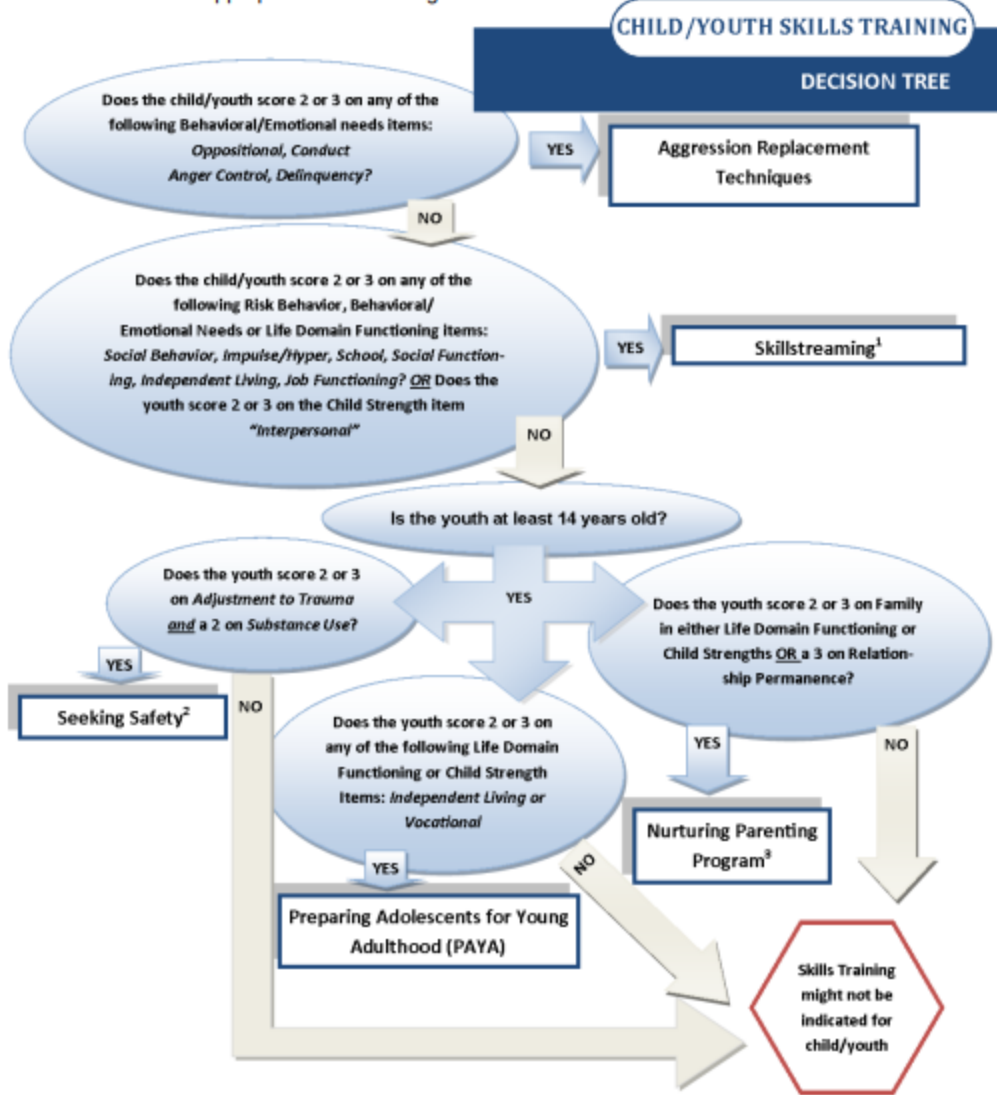 CHILD/YOUTH SKILLS TRAINING
DECISION TREE
Does the child/youth score 2 or 3 on any of the
following Behavioral/Emotional needs items:
Oppositional, Conduct
Anger Control, Delinquency?
YES
Aggression Replacement
Techniques
NO
Does the child/youth score 2 or 3 on any of the
following Risk Behavior, Behavioral/
Emotional Needs or Life Domain Functioning items:
Social Behavior, Impulse/Hyper, School, Social Function-
ing, Independent Living, Job Functioning? OR Does the
youth score 2 or 3 on the Child Strength item
"Interpersonal"
YES
Skillstreaming1
NO
Is the youth at least 14 years old?
YES
Does the youth score 2 or 3
on Adjustment to Trauma
and a 2 on Substance Use?
YES
Seeking Safety2
NO
Does the youth score 2 or 3 on
any of the following Life Domain
Functioning or Child Strength
Items: Independent Living or
Vocational
YES
Preparing Adolescents for Young
Adulthood (PAYA)
NO
Does the youth score 2 or 3 on Family
in either Life Domain Functioning or
Child Strengths OR a 3 on Relation-
ship Permanence?
YES
Nurturing Parenting
Program3
NO
Skills Training
might not be
indicated for
child/youth